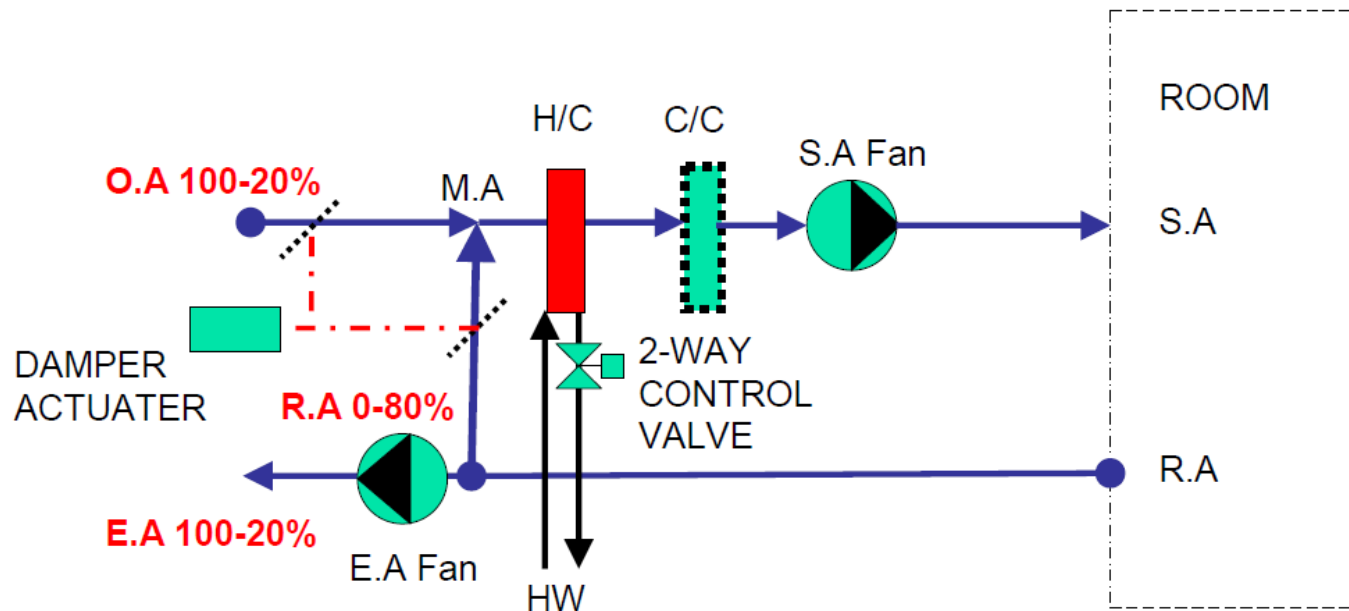 ROOM
H/C
C/C
S.A Fan
O.A 100-20%
M.A
S.A
DAMPER
ACTUATER
2-WAY
CONTROL
VALVE
R.A 0-80%
R.A
E.A 100-20%
E.A Fan
HW